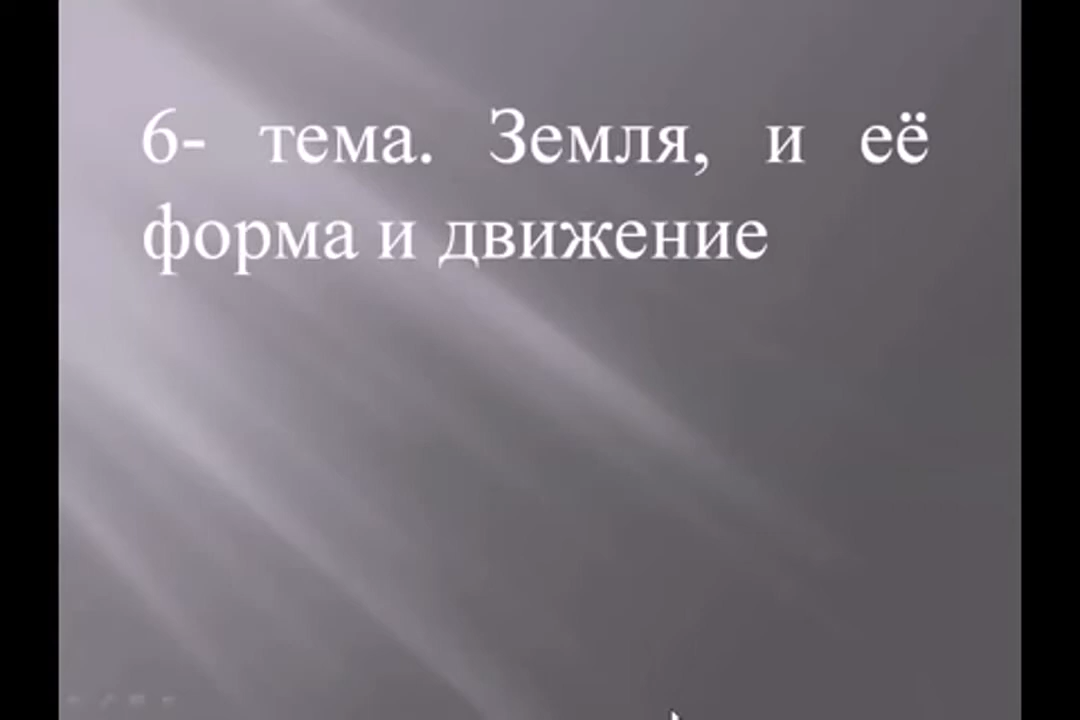 6- тема. Земля, и её
форма и движение